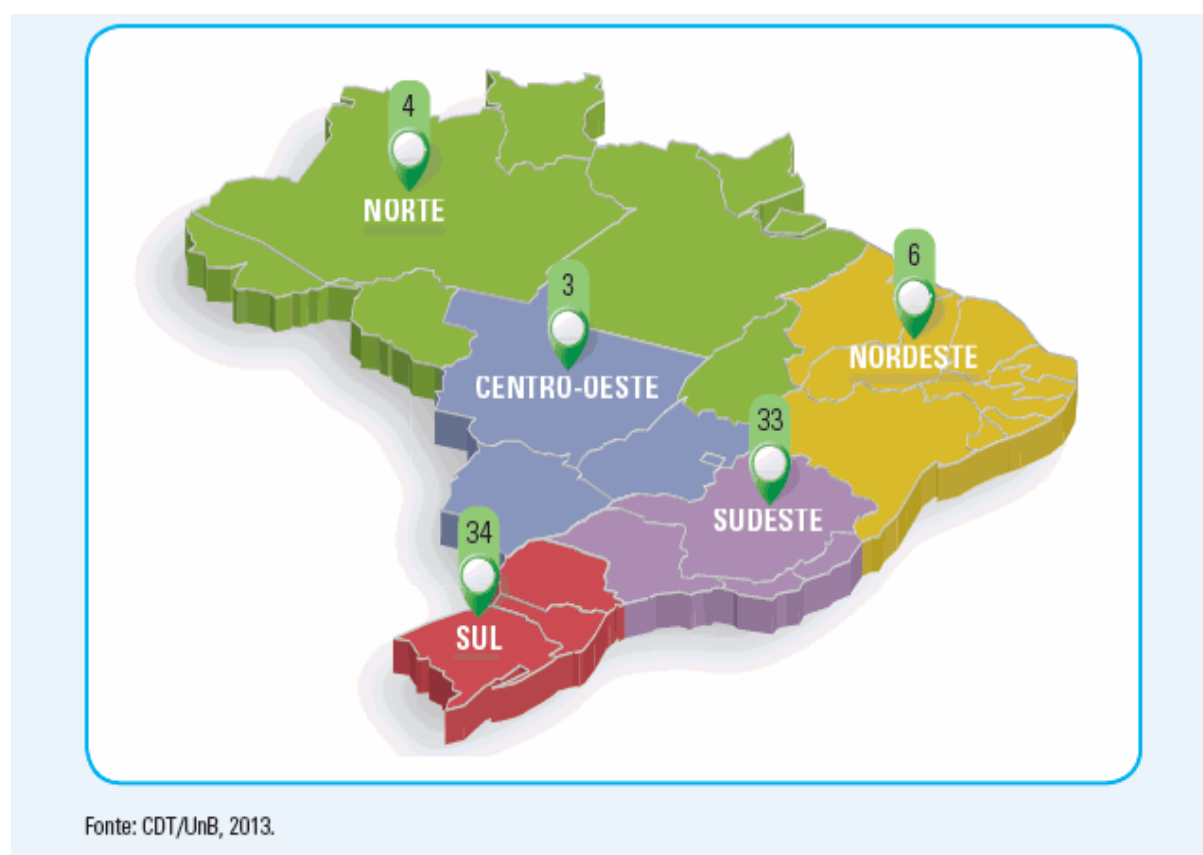 4
NORTE
6
NORDESTE
3
CENTRO-OESTE
33
SUDESTE
34
SUL
Fonte: CDT/UnB, 2013.